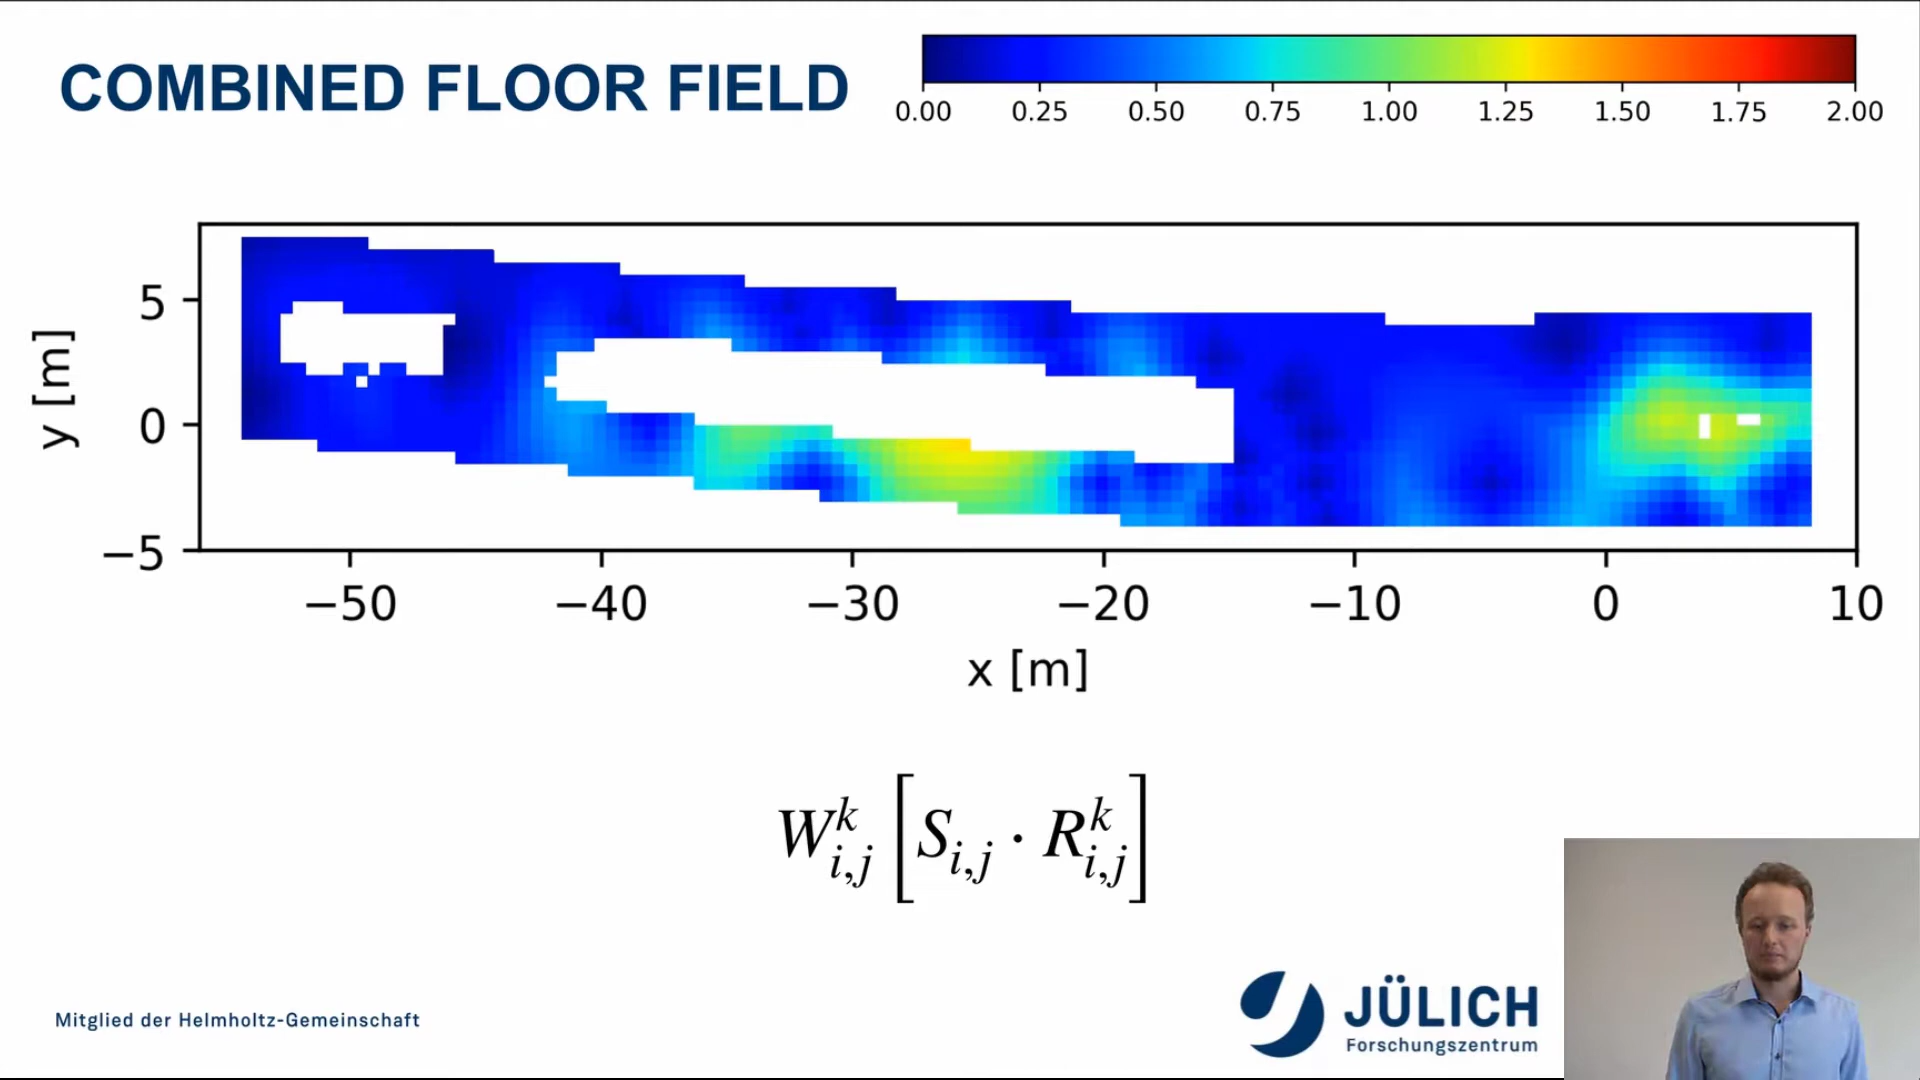 COMBINED FLOOR FIELD
0.00 0.25 0.50 0.75 1.00 1.25 1.50 1.75 2.00
y [m]
5
0
−5
−50 −40 −30 −20 −10 0 10
x [m]
W^k_{i,j} [S_{i,j} · R^k_{i,j}]
Mitglied der Helmholtz-Gemeinschaft
JÜLICH
Forschungszentrum